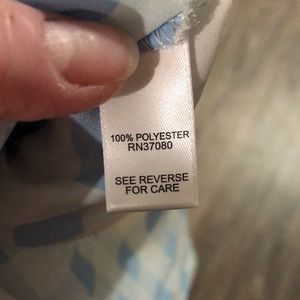 100% POLYESTER
RN37080
SEE REVERSE
FOR CARE